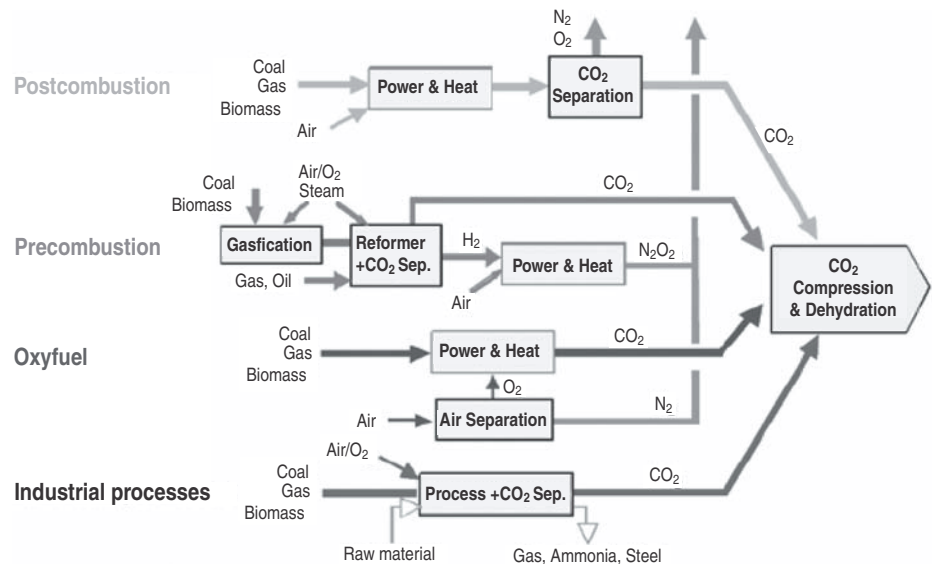 N2
O2
Coal
Gas
Biomass
Air
Postcombustion
Power & Heat
CO2
Separation
CO2
Coal
Biomass
Air/O2
Steam
CO2
Precombustion
Gasfication
Reformer
+CO2 Sep.
H2
Power & Heat
N2O2
Gas, Oil
Air
CO2
Compression
& Dehydration
Oxyfuel
Coal
Gas
Biomass
Power & Heat
CO2
O2
Air
Air Separation
N2
Air/O2
Industrial processes
Coal
Gas
Biomass
Process +CO2 Sep.
CO2
Raw material
Gas, Ammonia, Steel